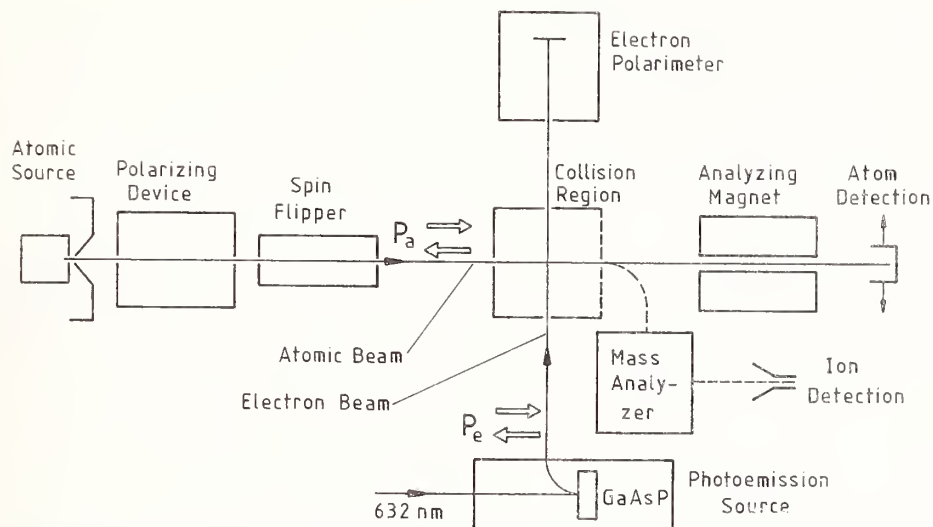 Electron
Polarimeter
Atomic
Source
Polarizing
Device
Spin
Flipper
Collision
Region
Analyzing
Magnet
Atom
Detection
Pa
Atomic Beam
Electron Beam
Mass
Analy-
zer
Ion
Detection
Pe
GaAsP
Photoemission
Source
632 nm